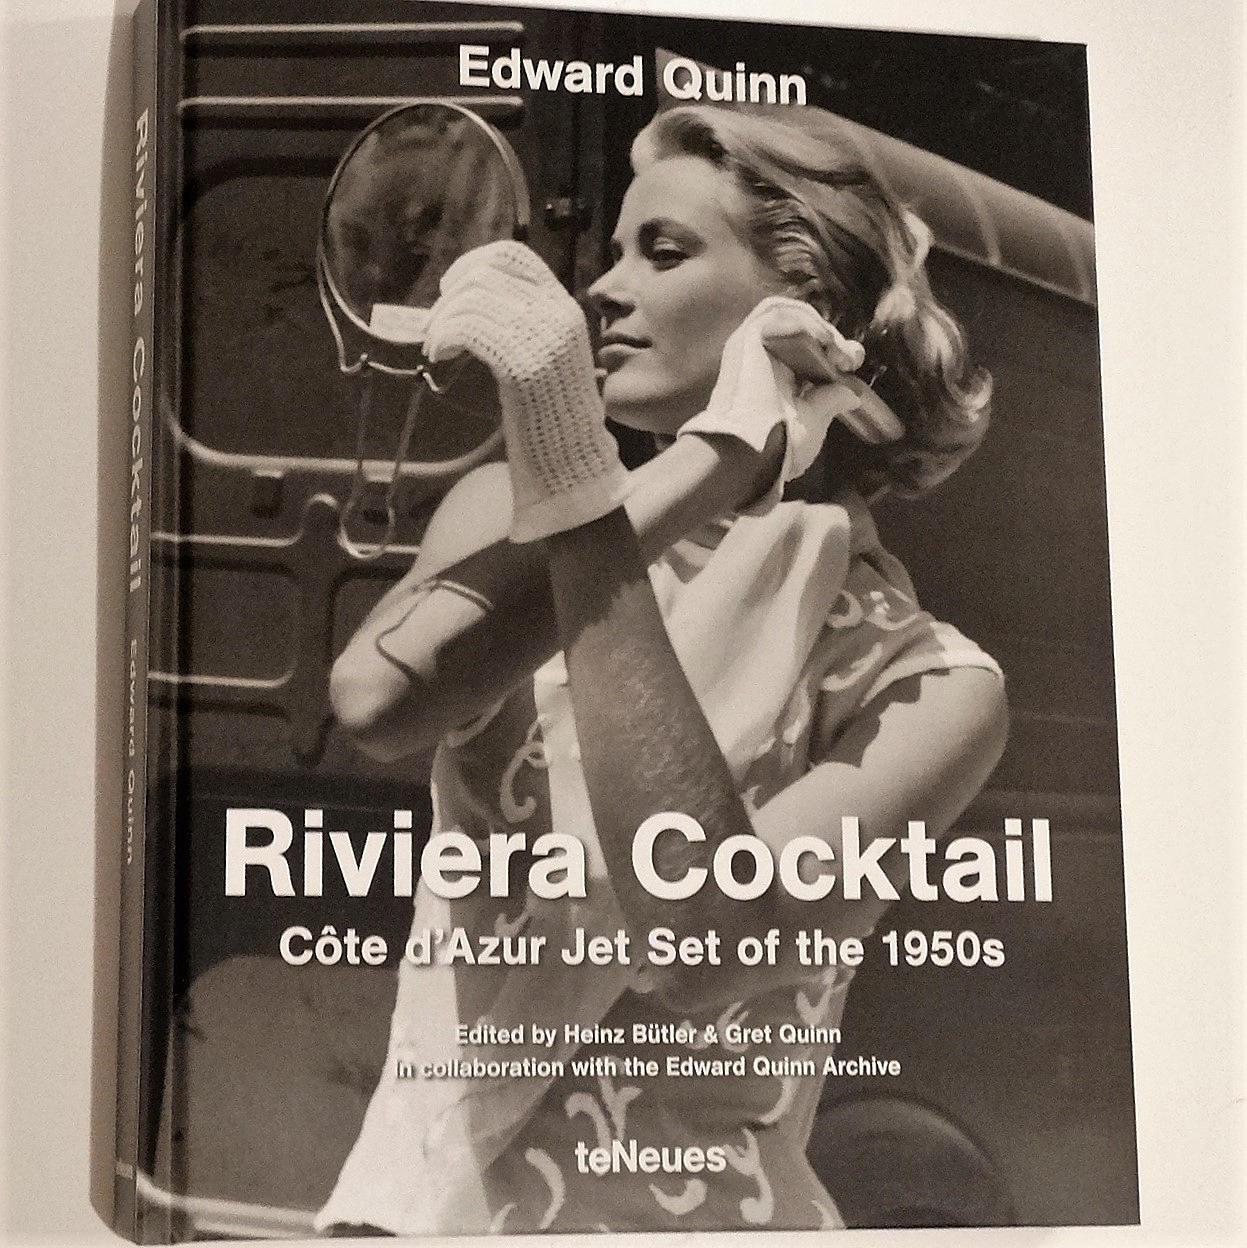 Edward Quinn
Riviera Cocktail
Côte d'Azur Jet Set of the 1950s
Edited by Heinz Bütler & Gret Quinn
in collaboration with the Edward Quinn Archive
teNeues
Riviera Cocktail Edward Quinn